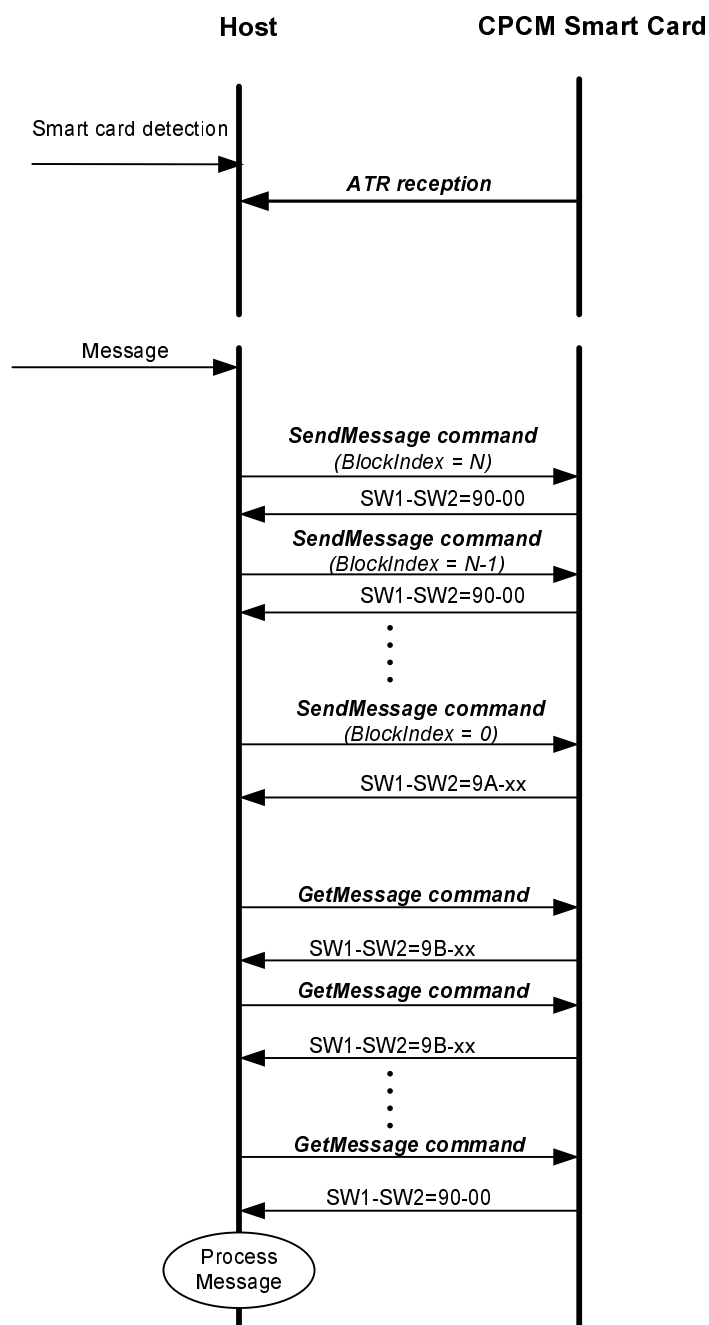 Host
CPCM Smart Card
Smart card detection
ATR reception
Message
SendMessage command
(BlockIndex = N)
SW1-SW2=90-00
SendMessage command
(BlockIndex = N-1)
SW1-SW2=90-00
SendMessage command
(BlockIndex = 0)
SW1-SW2=9A-xx
GetMessage command
SW1-SW2=9B-xx
GetMessage command
SW1-SW2=9B-xx
GetMessage command
SW1-SW2=90-00
Process
Message